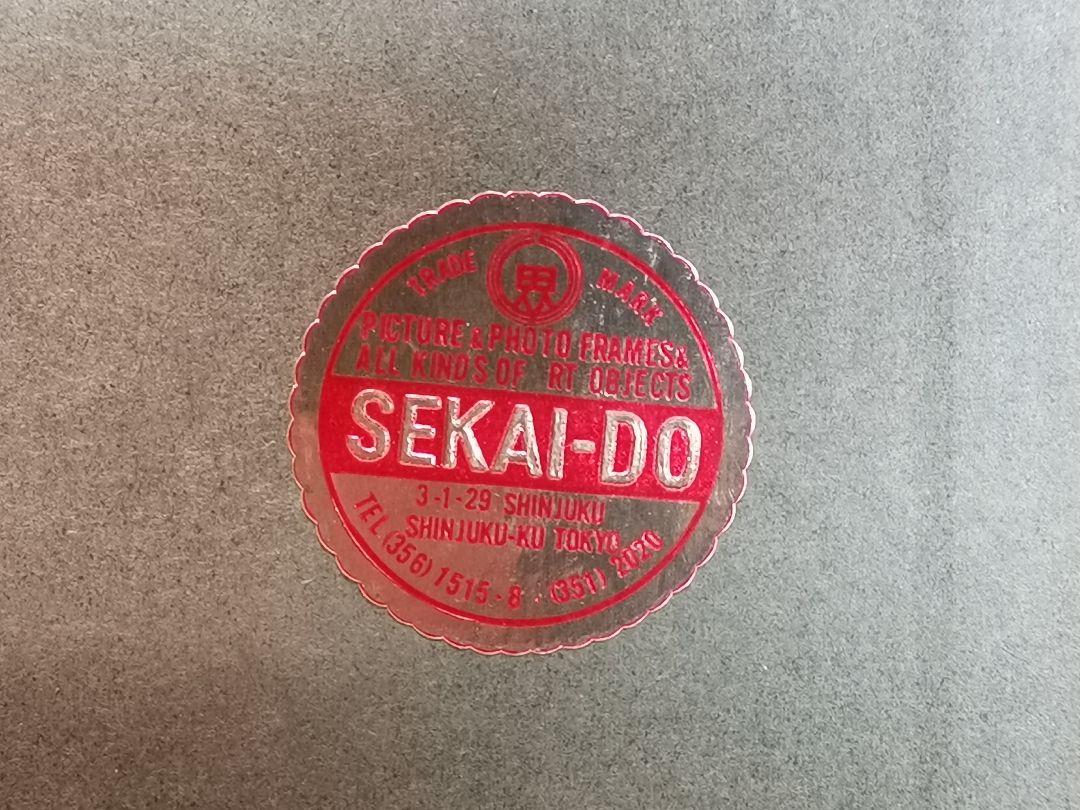 TRADE 界 MARK
PICTURE & PHOTO FRAMES &
ALL KINDS OF RT OBJECTS
SEKAI-DO
3-1-29 SHINJUKU
SHINJUKU-KU TOKYO
TEL (356) 1515-8 . (351) 2020